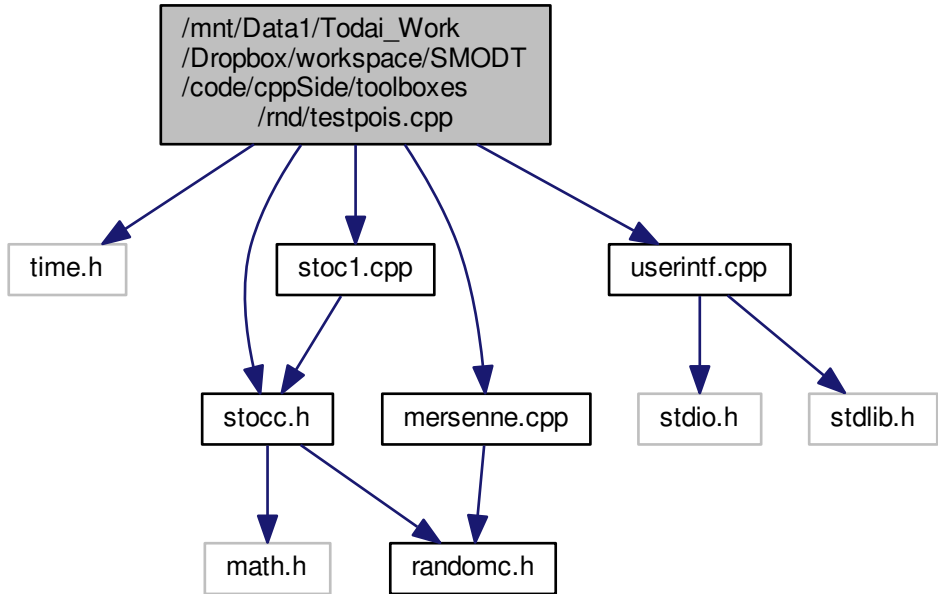 /mnt/Data1/Todai_Work
/Dropbox/workspace/SMODT
/code/cppSide/toolboxes
/rnd/testpois.cpp
time.h
stoc1.cpp
userintf.cpp
stocc.h
mersenne.cpp
stdio.h
stdlib.h
math.h
randomc.h